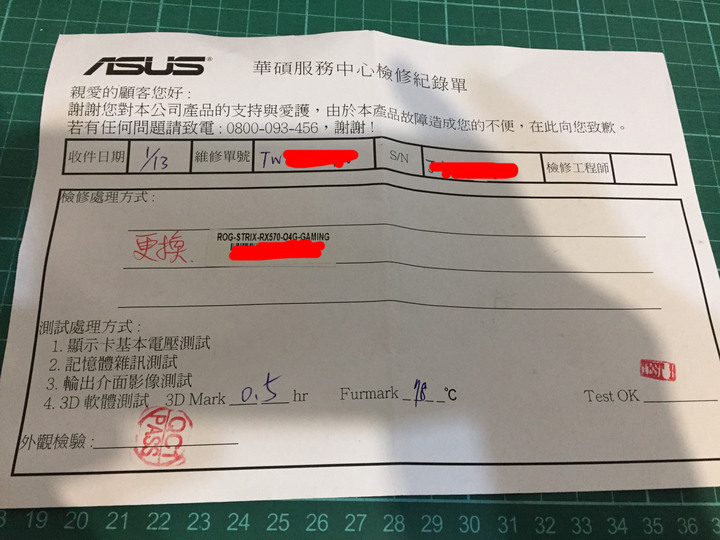 ASUS 華碩服務中心檢修紀錄單
親愛的顧客您好：
謝謝您對本公司產品的支持與愛護，由於本產品故障造成您的不便，在此向您致歉。
若有任何問題請致電：0800-093-456，謝謝！
收件日期 1/13 維修單號 TW S/N 檢修工程師
檢修處理方式：
更換 ROG-STRIX-RX570-O4G-GAMING
測試處理方式：
1. 顯示卡基本電壓測試
2. 記憶體雜訊測試
3. 輸出介面影像測試
4. 3D 軟體測試 3D Mark 0.5 hr Furmark 78 °C Test OK
TEST
外觀檢驗：
QC1
PASS
18 19 20 21 22 23 24 25 26 27 28 29 30 31 32 33 34 35 36